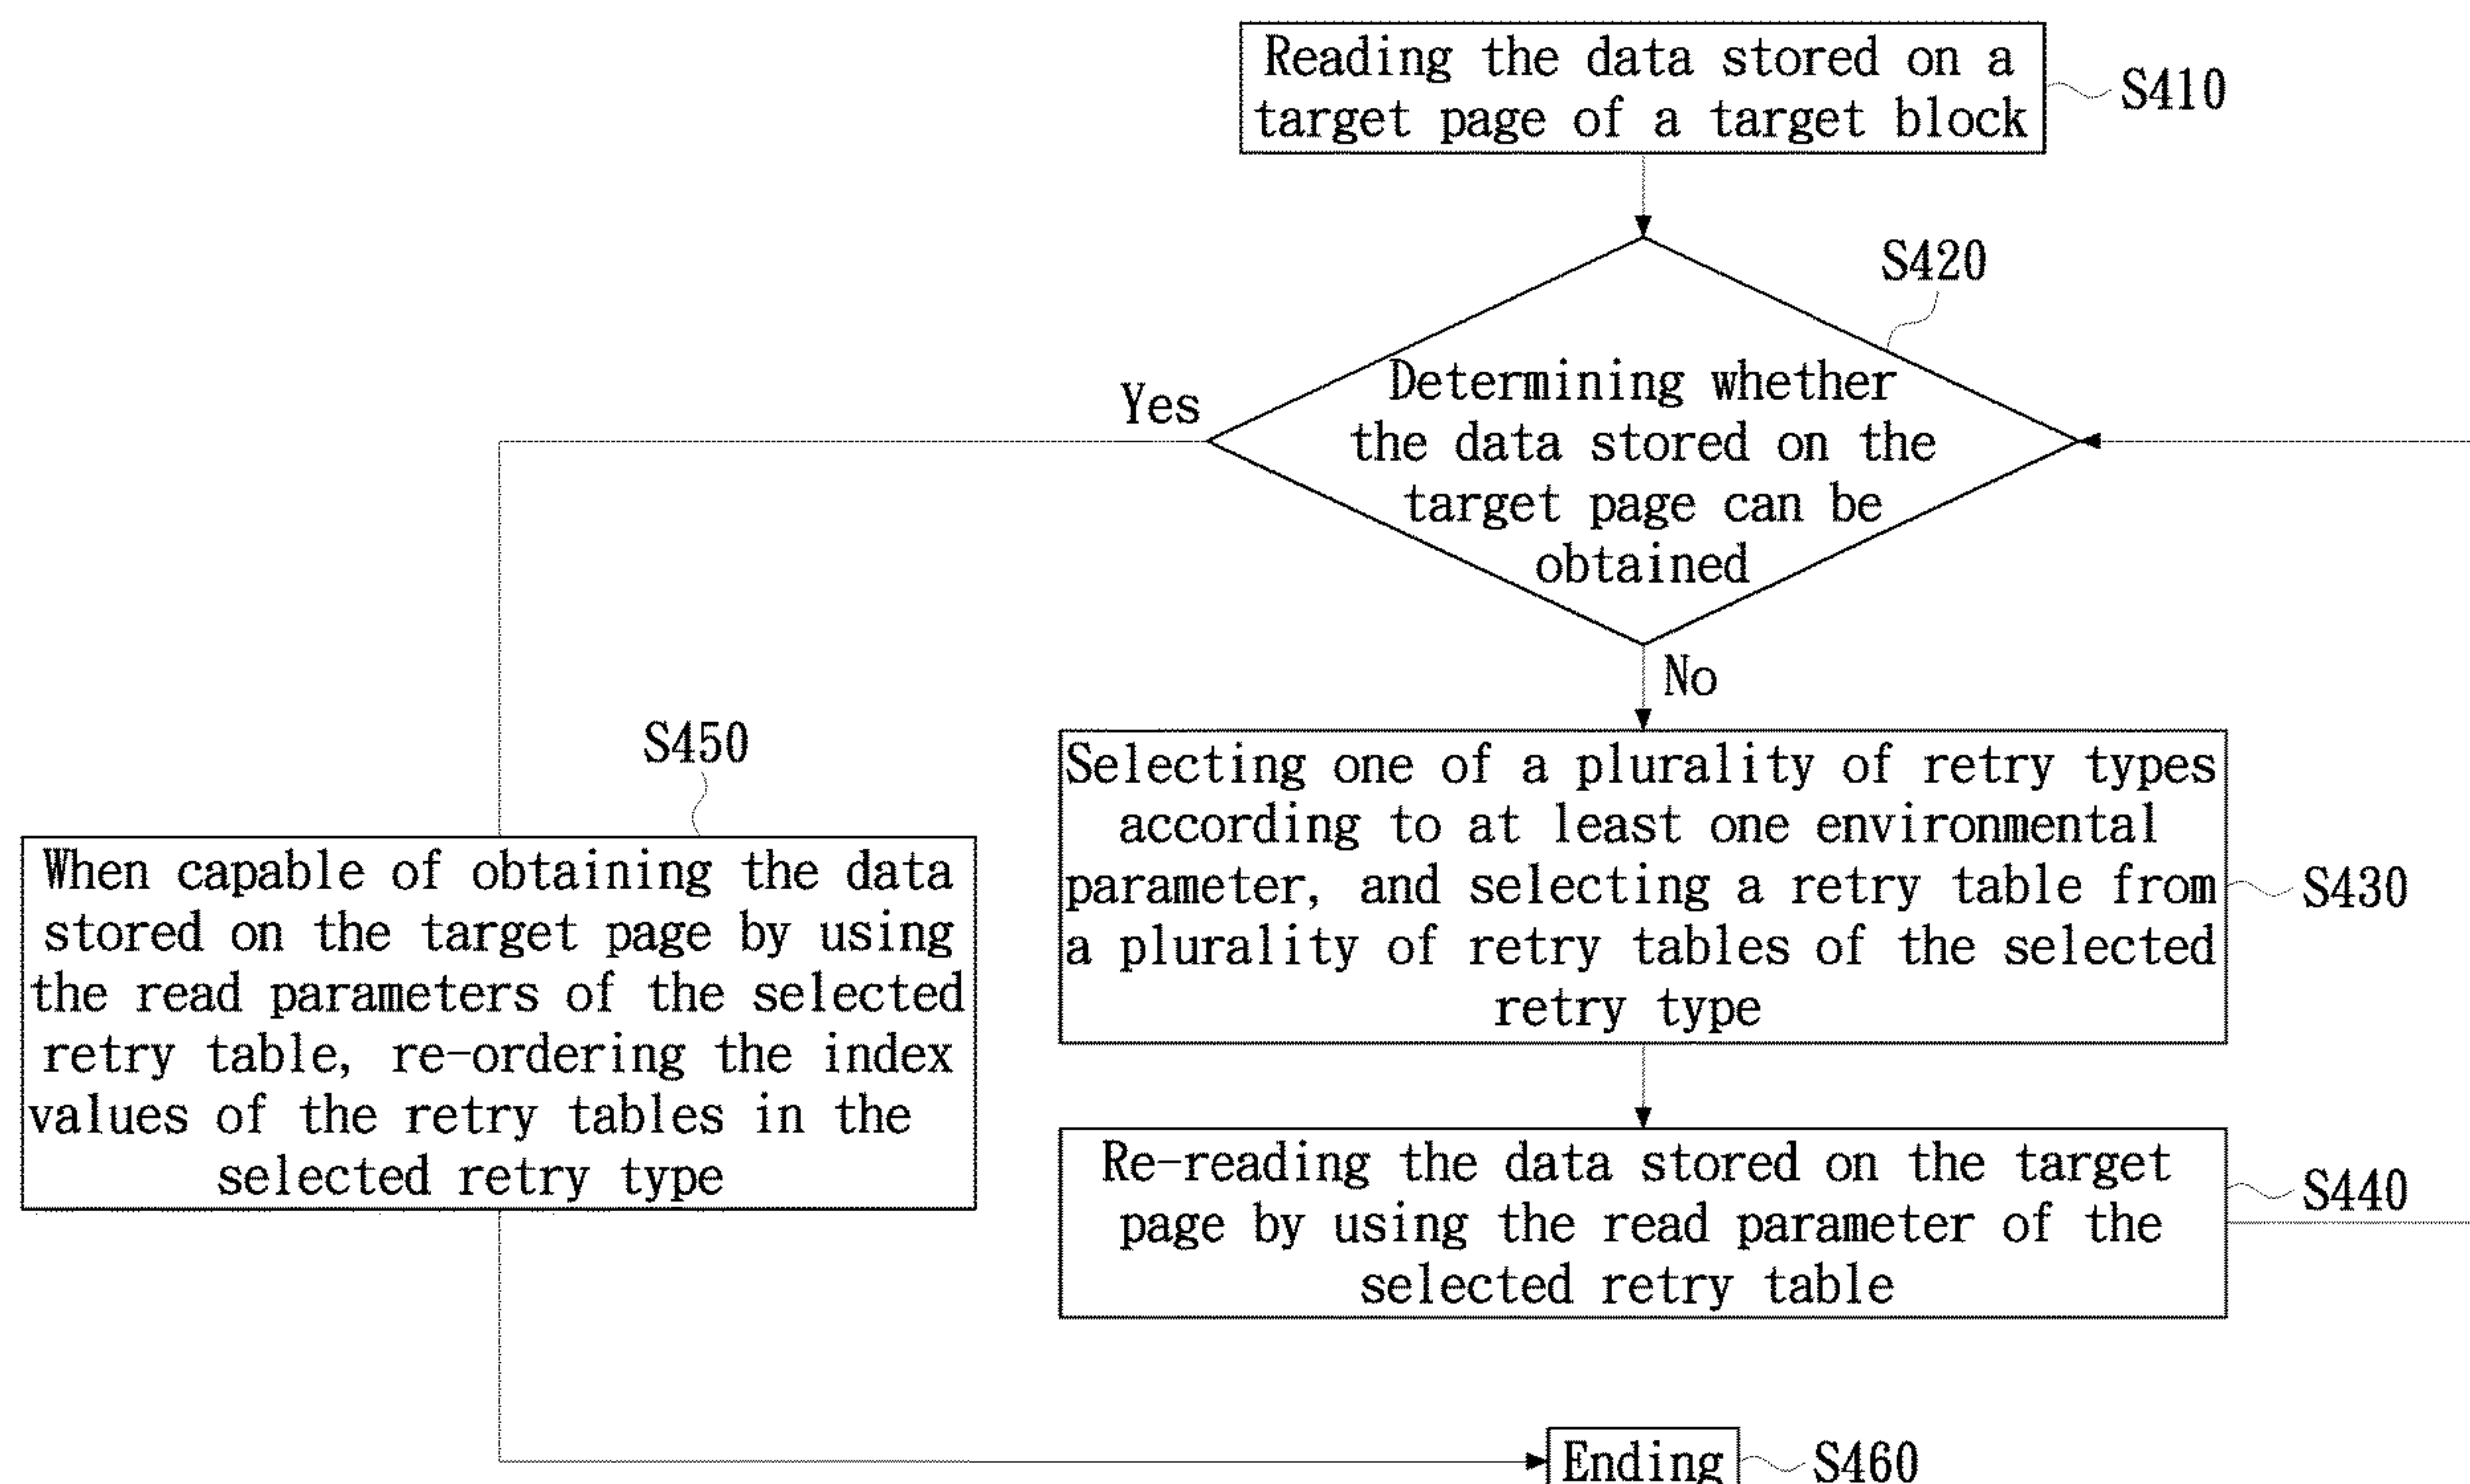 Reading the data stored on a
target page of a target block
S410
S420
Determining whether
the data stored on the
target page can be
obtained
Yes
No
S450
When capable of obtaining the data
stored on the target page by using
the read parameters of the selected
retry table, re-ordering the index
values of the retry tables in the
selected retry type
Selecting one of a plurality of retry types
according to at least one environmental
parameter, and selecting a retry table from
a plurality of retry tables of the selected
retry type
S430
Re-reading the data stored on the target
page by using the read parameter of the
selected retry table
S440
Ending
S460